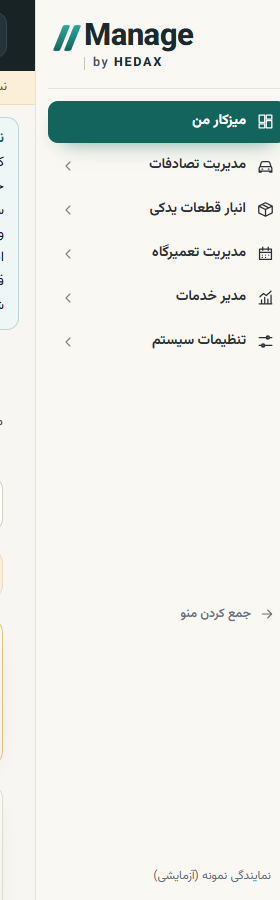 Manage
by HEDAX
میزکار من
مدیریت تصادفات
انبار قطعات یدکی
مدیریت تعمیرگاه
مدیر خدمات
تنظیمات سیستم
جمع کردن منو
نمایندگی نمونه (آزمایشی)